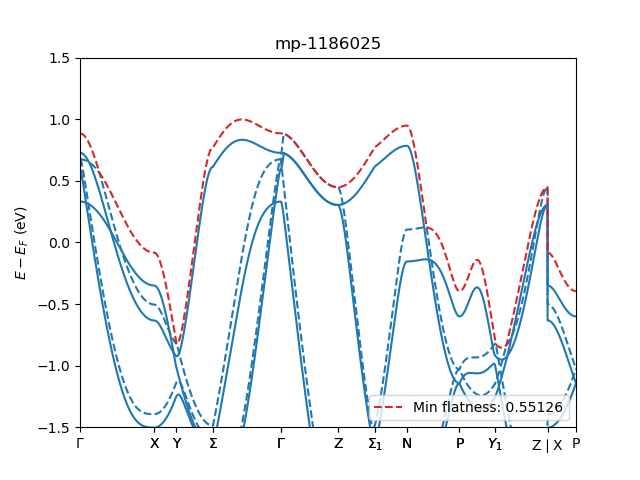 mp-1186025
E − E_F (eV)
1.5
1.0
0.5
0.0
−0.5
−1.0
−1.5
Min flatness: 0.55126
Γ X Y Σ Γ Z Σ₁ N P Y₁ Z | X P